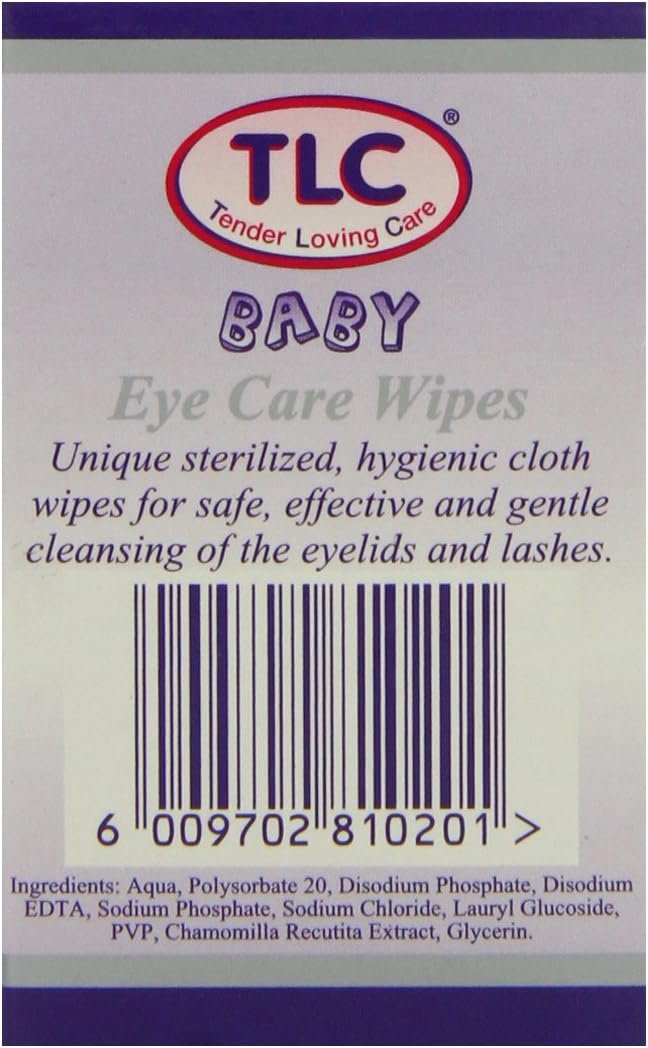 TLC
®
Tender Loving Care
BABY
Eye Care Wipes
Unique sterilized, hygienic cloth
wipes for safe, effective and gentle
cleansing of the eyelids and lashes.
6 009702 810201 >
Ingredients: Aqua, Polysorbate 20, Disodium Phosphate, Disodium
EDTA, Sodium Phosphate, Sodium Chloride, Lauryl Glucoside,
PVP, Chamomilla Recutita Extract, Glycerin.